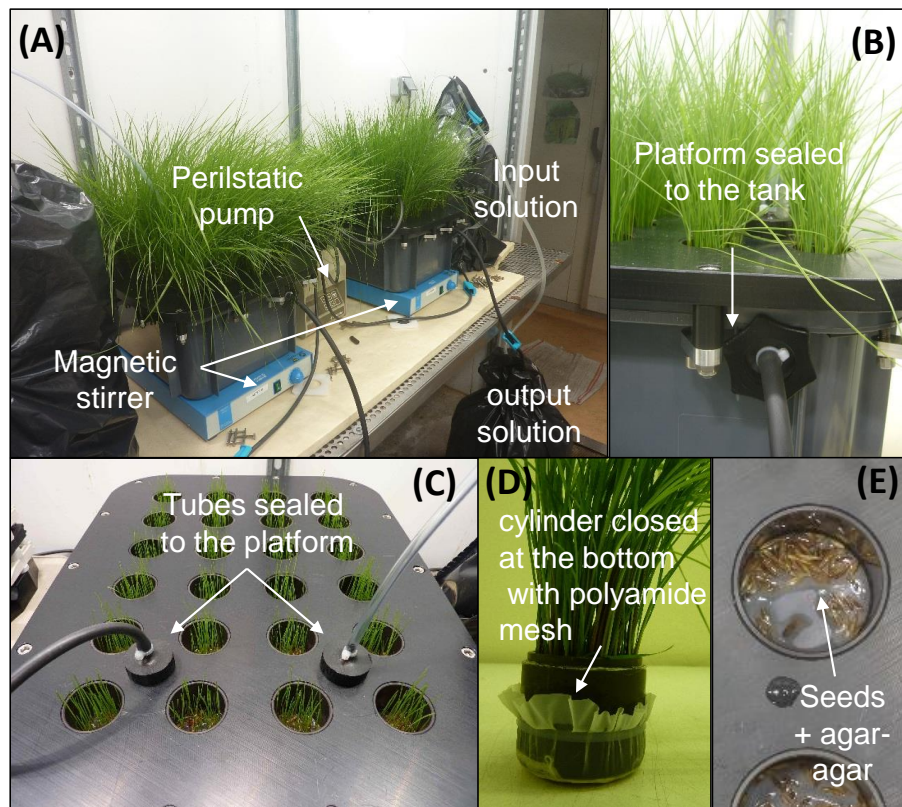 (A)
Perilstatic
pump
Input
solution
Magnetic
stirrer
output
solution
(B)
Platform sealed
to the tank
(C)
Tubes sealed
to the platform
(D)
cylinder closed
at the bottom
with polyamide
mesh
(E)
Seeds
+ agar-
agar